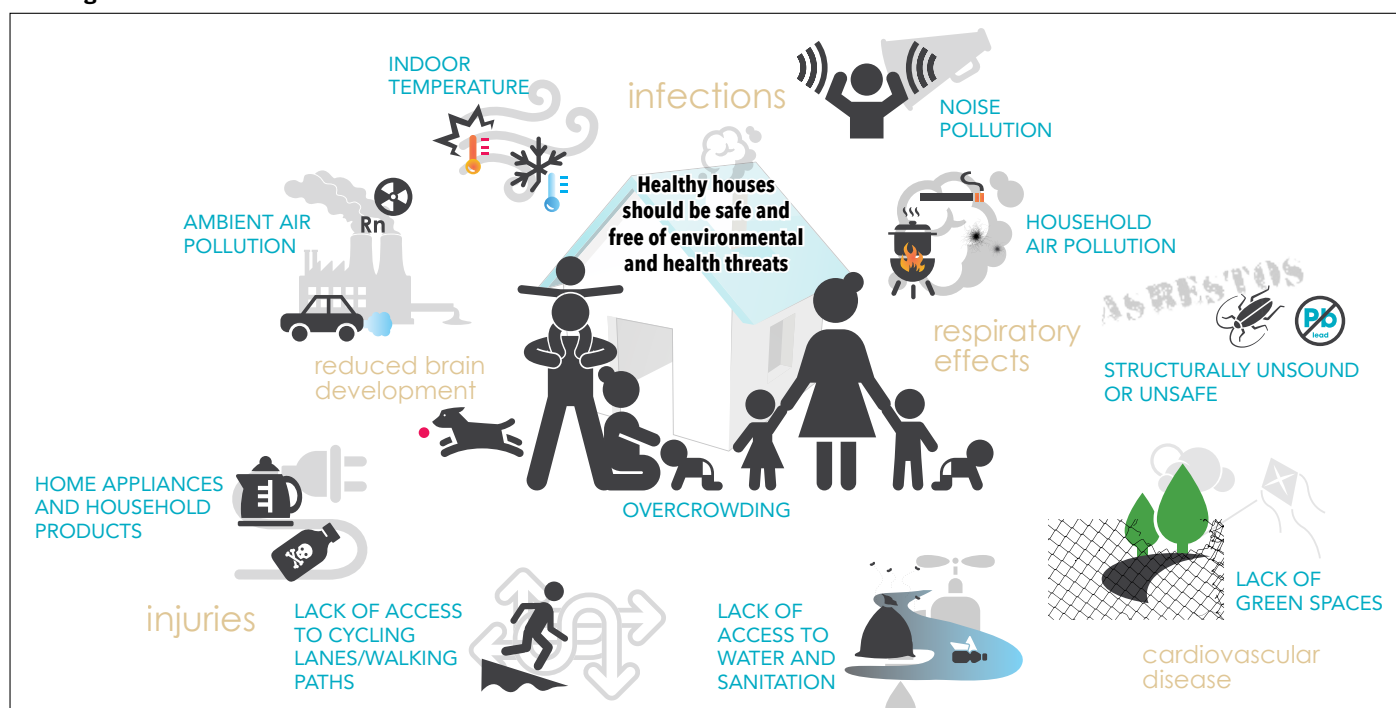 INDOOR
TEMPERATURE
infections
NOISE
POLLUTION
Healthy houses
should be safe and
free of environmental
and health threats
AMBIENT AIR
POLLUTION
Rn
HOUSEHOLD
AIR POLLUTION
ASBESTOS
Pb
lead
reduced brain
development
respiratory
effects
STRUCTURALLY UNSOUND
OR UNSAFE
HOME APPLIANCES
AND HOUSEHOLD
PRODUCTS
OVERCROWDING
injuries
LACK OF ACCESS
TO CYCLING
LANES/WALKING
PATHS
LACK OF
ACCESS TO
WATER AND
SANITATION
LACK OF
GREEN SPACES
cardiovascular
disease